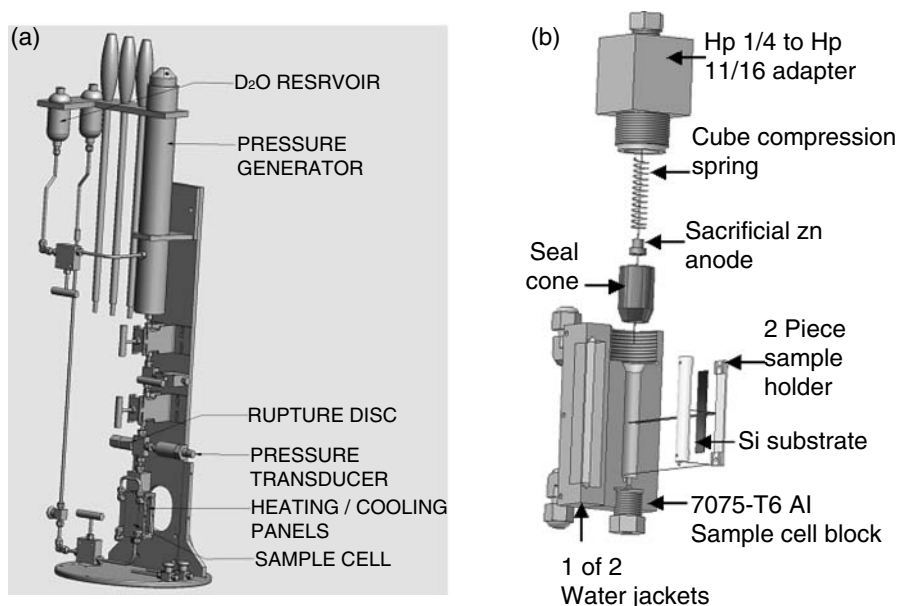 (a)
D₂O RESRVOIR
PRESSURE
GENERATOR
RUPTURE DISC
PRESSURE
TRANSDUCER
HEATING / COOLING
PANELS
SAMPLE CELL
(b)
Hp 1/4 to Hp
11/16 adapter
Cube compression
spring
Sacrificial zn
anode
Seal
cone
2 Piece
sample
holder
Si substrate
7075-T6 Al
Sample cell block
1 of 2
Water jackets